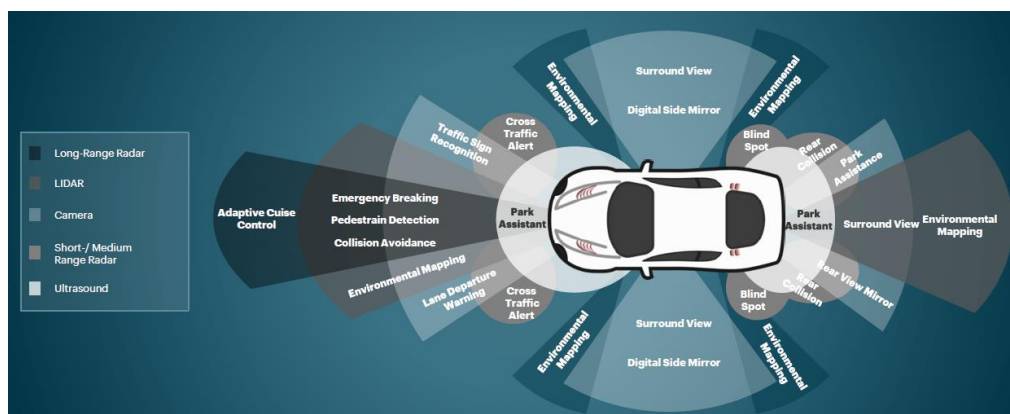 Long-Range Radar
LIDAR
Camera
Short-/ Medium
Range Radar
Ultrasound
Adaptive Cuise
Control
Emergency Breaking
Pedestrain Detection
Collision Avoidance
Environmental Mapping
Traffic Sign
Recognition
Lane Departure
Warning
Cross
Traffic
Alert
Cross
Traffic
Alert
Park
Assistant
Environmental
Mapping
Surround View
Digital Side Mirror
Environmental
Mapping
Blind
Spot
Rear
Collision
Park
Assistance
Park
Assistant
Surround View
Environmental
Mapping
Rear View Mirror
Rear
Collision
Blind
Spot
Environmental
Mapping
Surround View
Digital Side Mirror
Environmental
Mapping